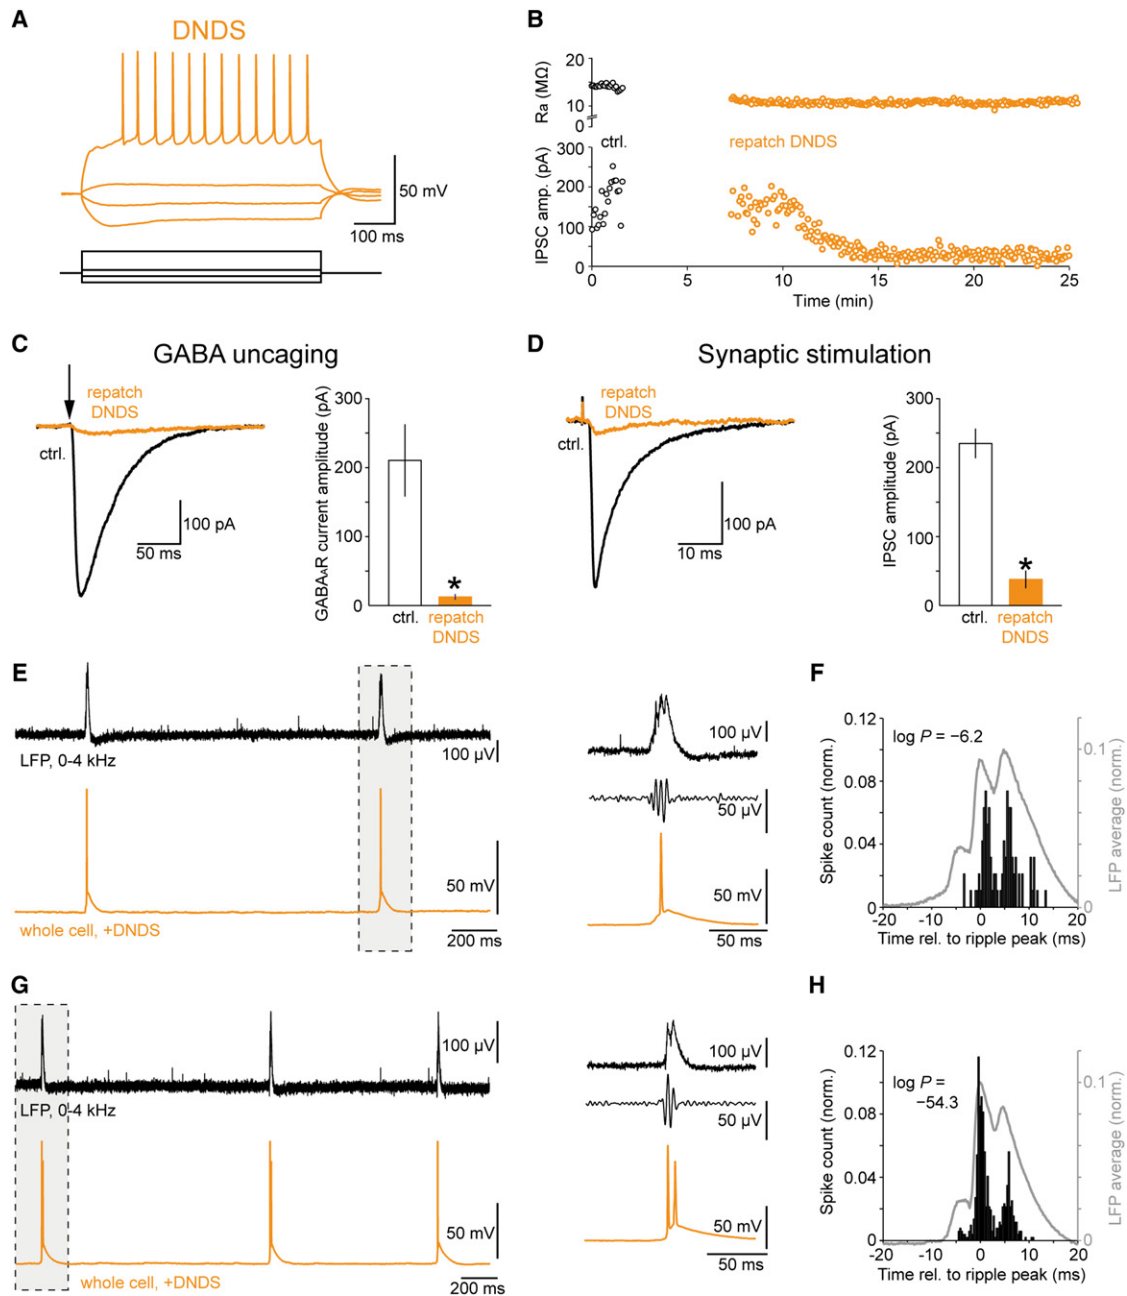 A
DNDS
50 mV
100 ms
B
Ra (MΩ)
20
10
0
ctrl.
repatch DNDS
IPSC amp. (pA)
300
200
100
0
0 5 10 15 20 25
Time (min)
C
GABA uncaging
repatch
DNDS
ctrl.
100 pA
50 ms
GABAAR current amplitude (pA)
300
200
100
0
*
ctrl. repatch
DNDS
D
Synaptic stimulation
repatch
DNDS
ctrl.
100 pA
10 ms
IPSC amplitude (pA)
300
200
100
0
*
ctrl. repatch
DNDS
E
LFP, 0-4 kHz
100 µV
50 mV
whole cell, +DNDS
200 ms
100 µV
50 µV
50 mV
50 ms
F
log P = −6.2
Spike count (norm.)
0.12
0.08
0.04
0
0.1
0
LFP average (norm.)
-20 -10 0 10 20
Time rel. to ripple peak (ms)
G
100 µV
LFP, 0-4 kHz
50 mV
whole cell, +DNDS
200 ms
100 µV
50 µV
50 mV
50 ms
H
log P =
−54.3
Spike count (norm.)
0.12
0.08
0.04
0
0.1
0
LFP average (norm.)
-20 -10 0 10 20
Time rel. to ripple peak (ms)